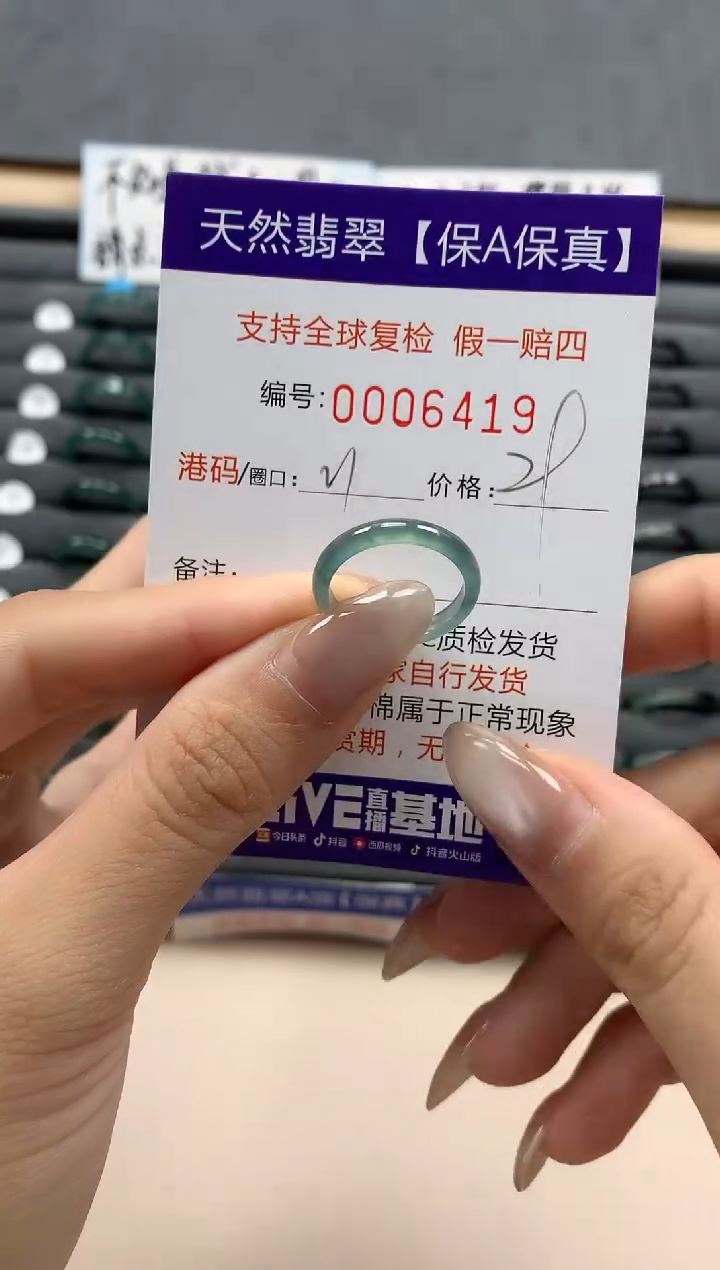 天然翡翠【保A保真】
支持全球复检 假一赔四
编号:0006419
港码/圈口: 价格:
备注:
质检发货
家自行发货
棉属于正常现象
赏期，无
IVE直播基地
今日头条 抖音 西瓜视频 抖音火山版